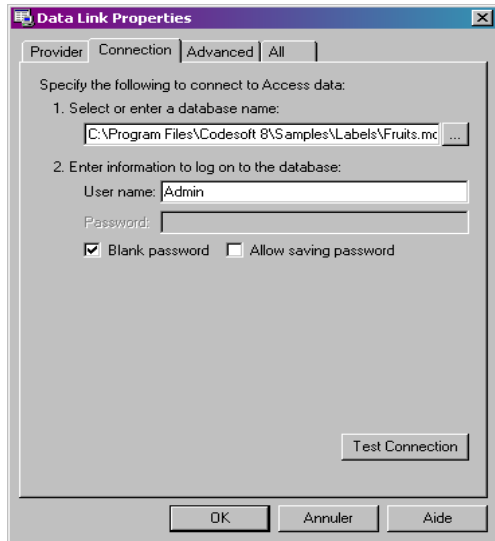 Data Link Properties
Provider Connection Advanced All
Specify the following to connect to Access data:
1. Select or enter a database name:
C:\Program Files\Codesoft 8\Samples\Labels\Fruits.mc ...
2. Enter information to log on to the database:
User name: Admin
Password:
Blank password Allow saving password
Test Connection
OK Annuler Aide